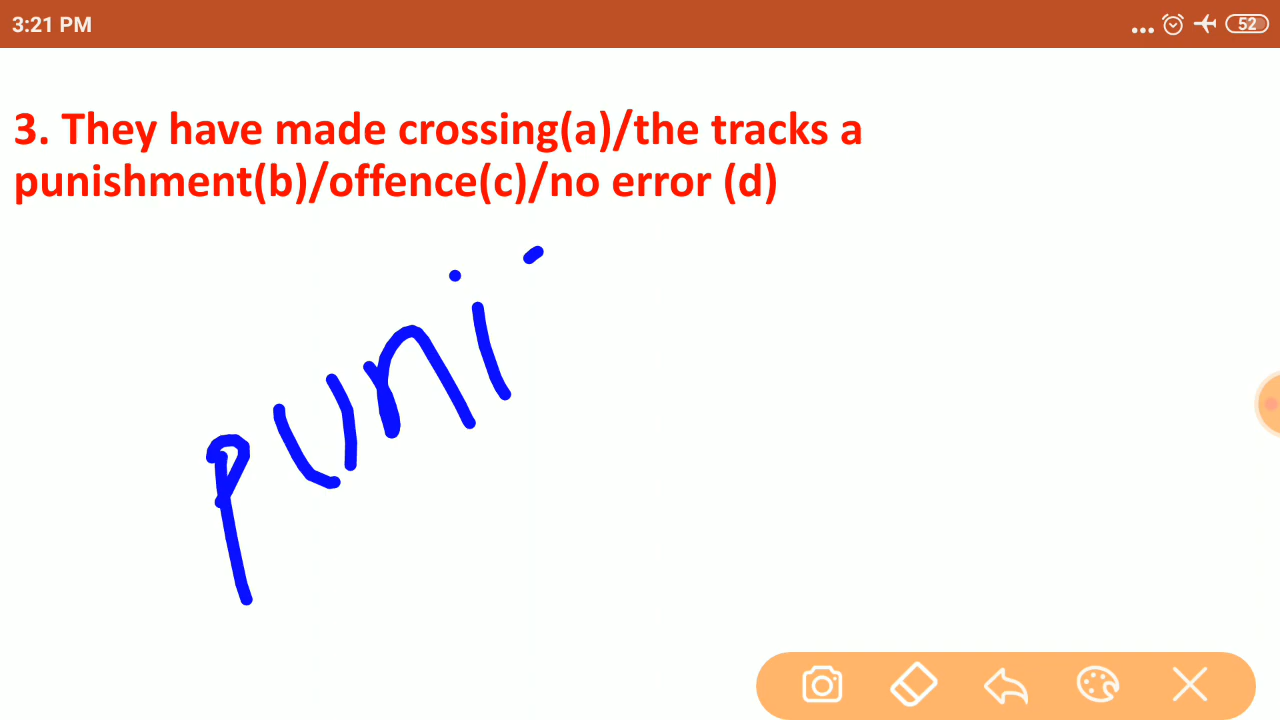 3:21 PM
52
3. They have made crossing(a)/the tracks a
punishment(b)/offence(c)/no error (d)
puni